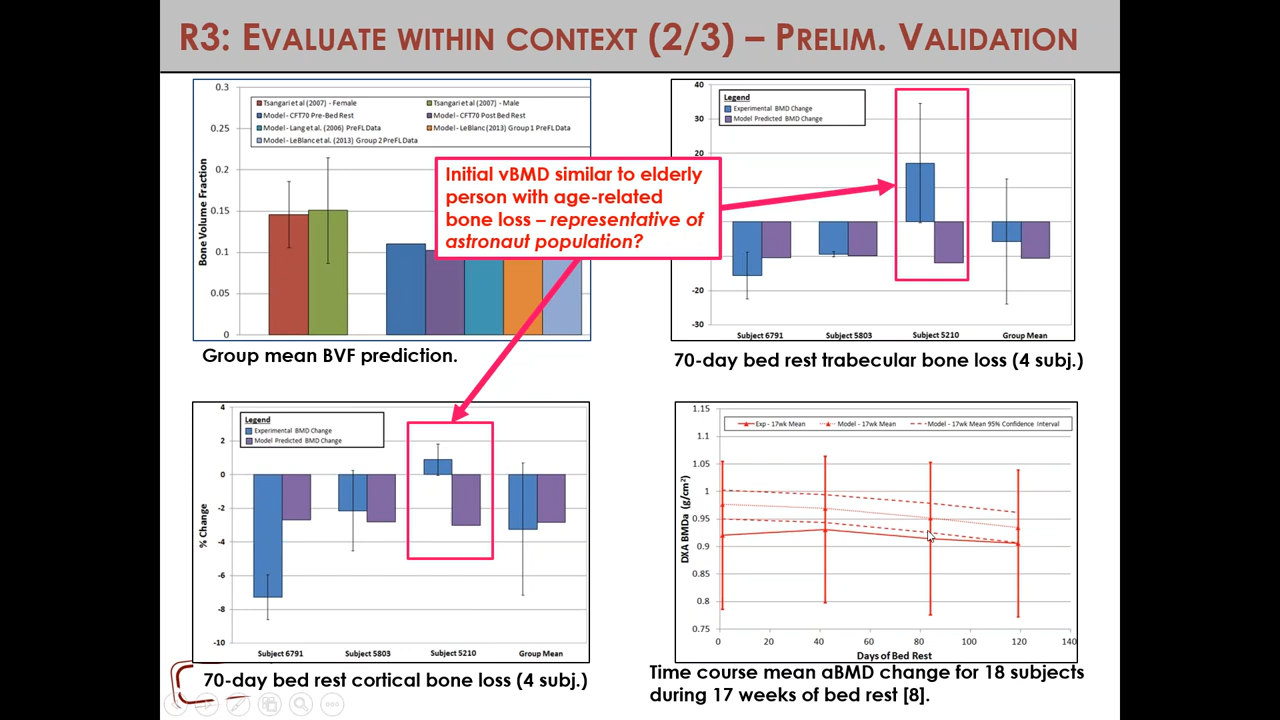 R3: EVALUATE WITHIN CONTEXT (2/3) – PRELIM. VALIDATION
0.3
0.25
0.2
0.15
0.1
0.05
0
Bone Volume Fraction
Tsangari et al (2007) - Female
Tsangari et al (2007) - Male
Model - CFT70 Pre-Bed Rest
Model - CFT70 Post Bed Rest
Model - Lang et al. (2006) PreFL Data
Model - LeBlanc (2013) Group 1 PreFL Data
Model - LeBlanc et al. (2013) Group 2 PreFL Data
Group mean BVF prediction.
Initial vBMD similar to elderly
person with age-related
bone loss – representative of
astronaut population?
40
30
20
-20
-30
Legend
Experimental BMD Change
Model Predicted BMD Change
Subject 6791
Subject 5803
Subject 5210
Group Mean
70-day bed rest trabecular bone loss (4 subj.)
4
2
0
-2
-4
-6
-8
-10
% Change
Legend
Experimental BMD Change
Model Predicted BMD Change
Subject 6791
Subject 5803
Subject 5210
Group Mean
70-day bed rest cortical bone loss (4 subj.)
1.15
1.1
1.05
1
0.95
0.9
0.85
0.8
0.75
DXA BMDa (g/cm²)
Exp - 17wk Mean
Model - 17wk Mean
Model - 17wk Mean 95% Confidence Interval
0
20
40
60
80
100
120
140
Days of Bed Rest
Time course mean aBMD change for 18 subjects
during 17 weeks of bed rest [8].